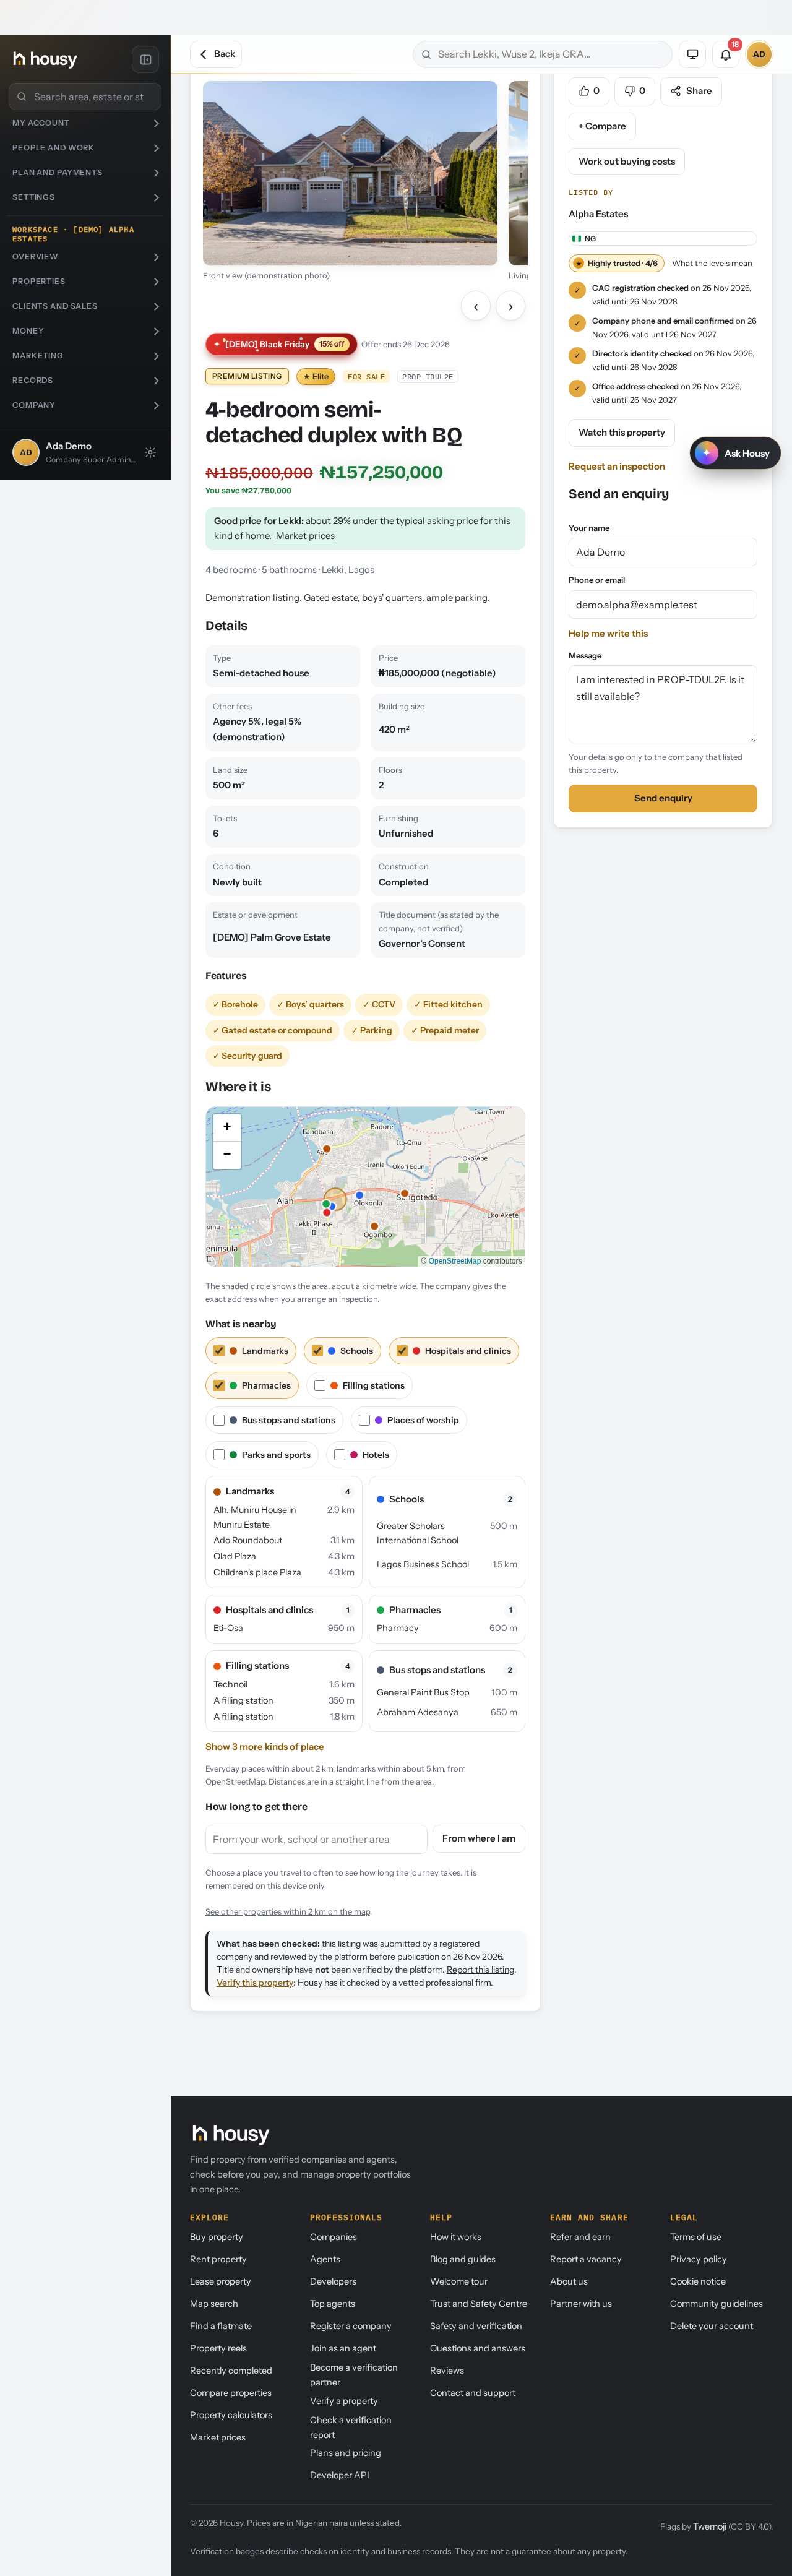 housy
Search area, estate or st
MY ACCOUNT
PEOPLE AND WORK
PLAN AND PAYMENTS
SETTINGS
WORKSPACE · [DEMO] ALPHA
ESTATES
OVERVIEW
PROPERTIES
CLIENTS AND SALES
MONEY
MARKETING
RECORDS
COMPANY
AD
Ada Demo
Company Super Admin...
Back
Search Lekki, Wuse 2, Ikeja GRA...
18
AD
Front view (demonstration photo)
Living
‹ ›
✦ [DEMO] Black Friday 15% off Offer ends 26 Dec 2026
PREMIUM LISTING ★ Elite FOR SALE PROP-TDUL2F
4-bedroom semi-
detached duplex with BQ
₦185,000,000 ₦157,250,000
You save ₦27,750,000
Good price for Lekki: about 29% under the typical asking price for this
kind of home. Market prices
4 bedrooms · 5 bathrooms · Lekki, Lagos
Demonstration listing. Gated estate, boys' quarters, ample parking.
Details
Type
Semi-detached house
Price
₦185,000,000 (negotiable)
Other fees
Agency 5%, legal 5%
(demonstration)
Building size
420 m²
Land size
500 m²
Floors
2
Toilets
6
Furnishing
Unfurnished
Condition
Newly built
Construction
Completed
Estate or development
[DEMO] Palm Grove Estate
Title document (as stated by the
company, not verified)
Governor's Consent
Features
✓ Borehole ✓ Boys' quarters ✓ CCTV ✓ Fitted kitchen
✓ Gated estate or compound ✓ Parking ✓ Prepaid meter
✓ Security guard
Where it is
+
−
Isan Town
Badore
Langbasa
Ito-Omu
Oko-Abe
Iranla
Okori Egun
Ajah
Olokonla
Sangotedo
Lekki Phase
II
Ogombo
Eko Akete
omu
eninsula
II
© OpenStreetMap contributors
The shaded circle shows the area, about a kilometre wide. The company gives the
exact address when you arrange an inspection.
What is nearby
Landmarks Schools Hospitals and clinics
Pharmacies Filling stations
Bus stops and stations Places of worship
Parks and sports Hotels
Landmarks 4
Alh. Muniru House in
Muniru Estate 2.9 km
Ado Roundabout 3.1 km
Olad Plaza 4.3 km
Children's place Plaza 4.3 km
Schools 2
Greater Scholars
International School 500 m
Lagos Business School 1.5 km
Hospitals and clinics 1
Eti-Osa 950 m
Pharmacies 1
Pharmacy 600 m
Filling stations 4
Technoil 1.6 km
A filling station 350 m
A filling station 1.8 km
Bus stops and stations 2
General Paint Bus Stop 100 m
Abraham Adesanya 650 m
Show 3 more kinds of place
Everyday places within about 2 km, landmarks within about 5 km, from
OpenStreetMap. Distances are in a straight line from the area.
How long to get there
From your work, school or another area
From where I am
Choose a place you travel to often to see how long the journey takes. It is
remembered on this device only.
See other properties within 2 km on the map.
What has been checked: this listing was submitted by a registered
company and reviewed by the platform before publication on 26 Nov 2026.
Title and ownership have not been verified by the platform. Report this listing.
Verify this property: Housy has it checked by a vetted professional firm.
0 0 Share
+ Compare
Work out buying costs
LISTED BY
Alpha Estates
NG
★ Highly trusted · 4/6 What the levels mean
✓ CAC registration checked on 26 Nov 2026,
valid until 26 Nov 2028
✓ Company phone and email confirmed on 26
Nov 2026, valid until 26 Nov 2027
✓ Director's identity checked on 26 Nov 2026,
valid until 26 Nov 2028
✓ Office address checked on 26 Nov 2026,
valid until 26 Nov 2027
Watch this property
Ask Housy
Request an inspection
Send an enquiry
Your name
Ada Demo
Phone or email
demo.alpha@example.test
Help me write this
Message
I am interested in PROP-TDUL2F. Is it
still available?
Your details go only to the company that listed
this property.
Send enquiry
housy
Find property from verified companies and agents,
check before you pay, and manage property portfolios
in one place.
EXPLORE
Buy property
Rent property
Lease property
Map search
Find a flatmate
Property reels
Recently completed
Compare properties
Property calculators
Market prices
PROFESSIONALS
Companies
Agents
Developers
Top agents
Register a company
Join as an agent
Become a verification
partner
Verify a property
Check a verification
report
Plans and pricing
Developer API
HELP
How it works
Blog and guides
Welcome tour
Trust and Safety Centre
Safety and verification
Questions and answers
Reviews
Contact and support
EARN AND SHARE
Refer and earn
Report a vacancy
About us
Partner with us
LEGAL
Terms of use
Privacy policy
Cookie notice
Community guidelines
Delete your account
© 2026 Housy. Prices are in Nigerian naira unless stated.
Flags by Twemoji (CC BY 4.0).
Verification badges describe checks on identity and business records. They are not a guarantee about any property.